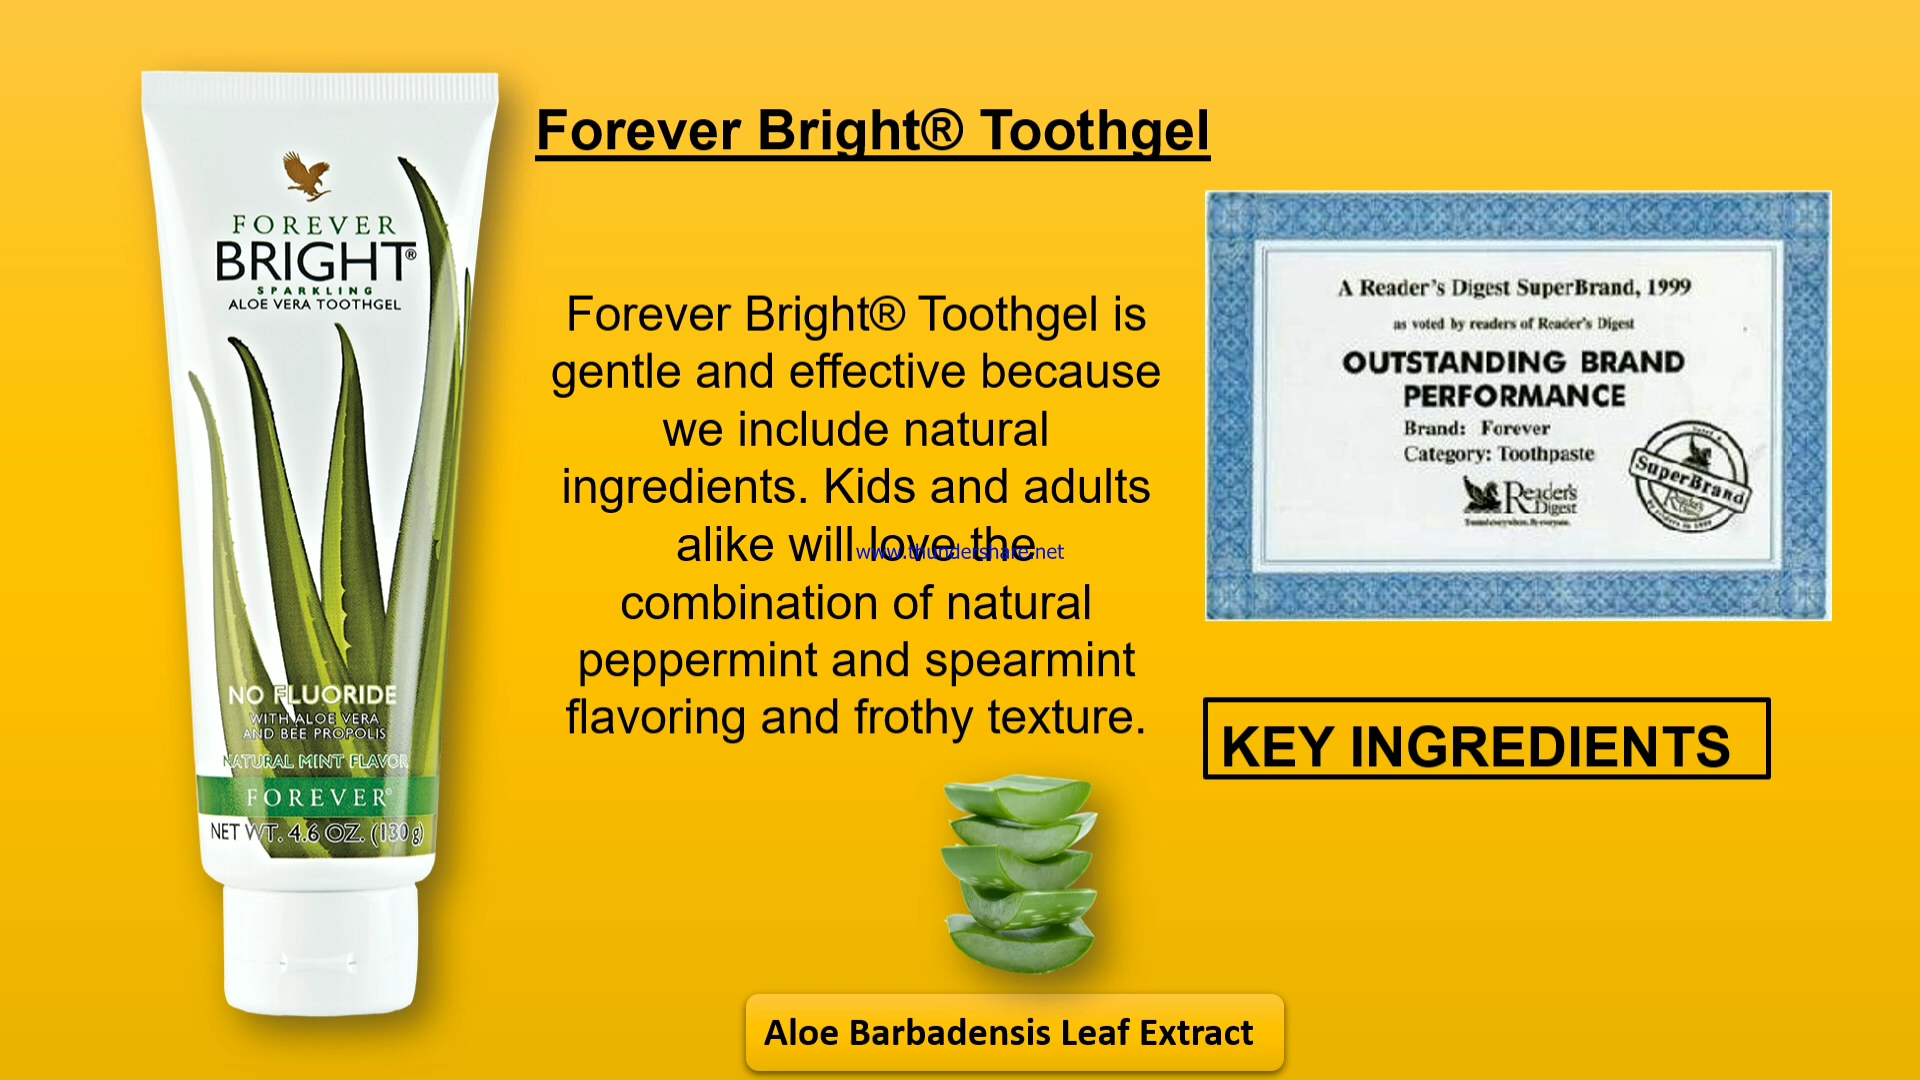 Forever Bright® Toothgel
FOREVER
BRIGHT®
SPARKLING
ALOE VERA TOOTHGEL
NO FLUORIDE
WITH ALOE VERA
AND BEE PROPOLIS
NATURAL MINT FLAVOR
FOREVER®
NET WT. 4.6 OZ. (130 g)
Forever Bright® Toothgel is
gentle and effective because
we include natural
ingredients. Kids and adults
alike will love the
combination of natural
peppermint and spearmint
flavoring and frothy texture.
www.thundershare.net
A Reader's Digest SuperBrand, 1999
as voted by readers of Reader's Digest
OUTSTANDING BRAND
PERFORMANCE
Brand: Forever
Category: Toothpaste
Reader's
Digest
SuperBrand
Reader's
Digest
KEY INGREDIENTS
Aloe Barbadensis Leaf Extract